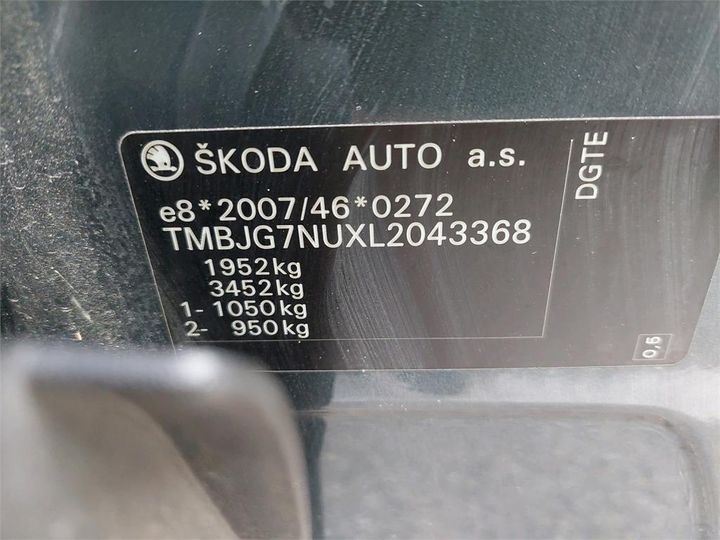 ŠKODA AUTO a.s.
e8*2007/46*0272
TMBJG7NUXL2043368
1952kg
3452kg
1- 1050kg
2- 950kg
DGTE
0,5